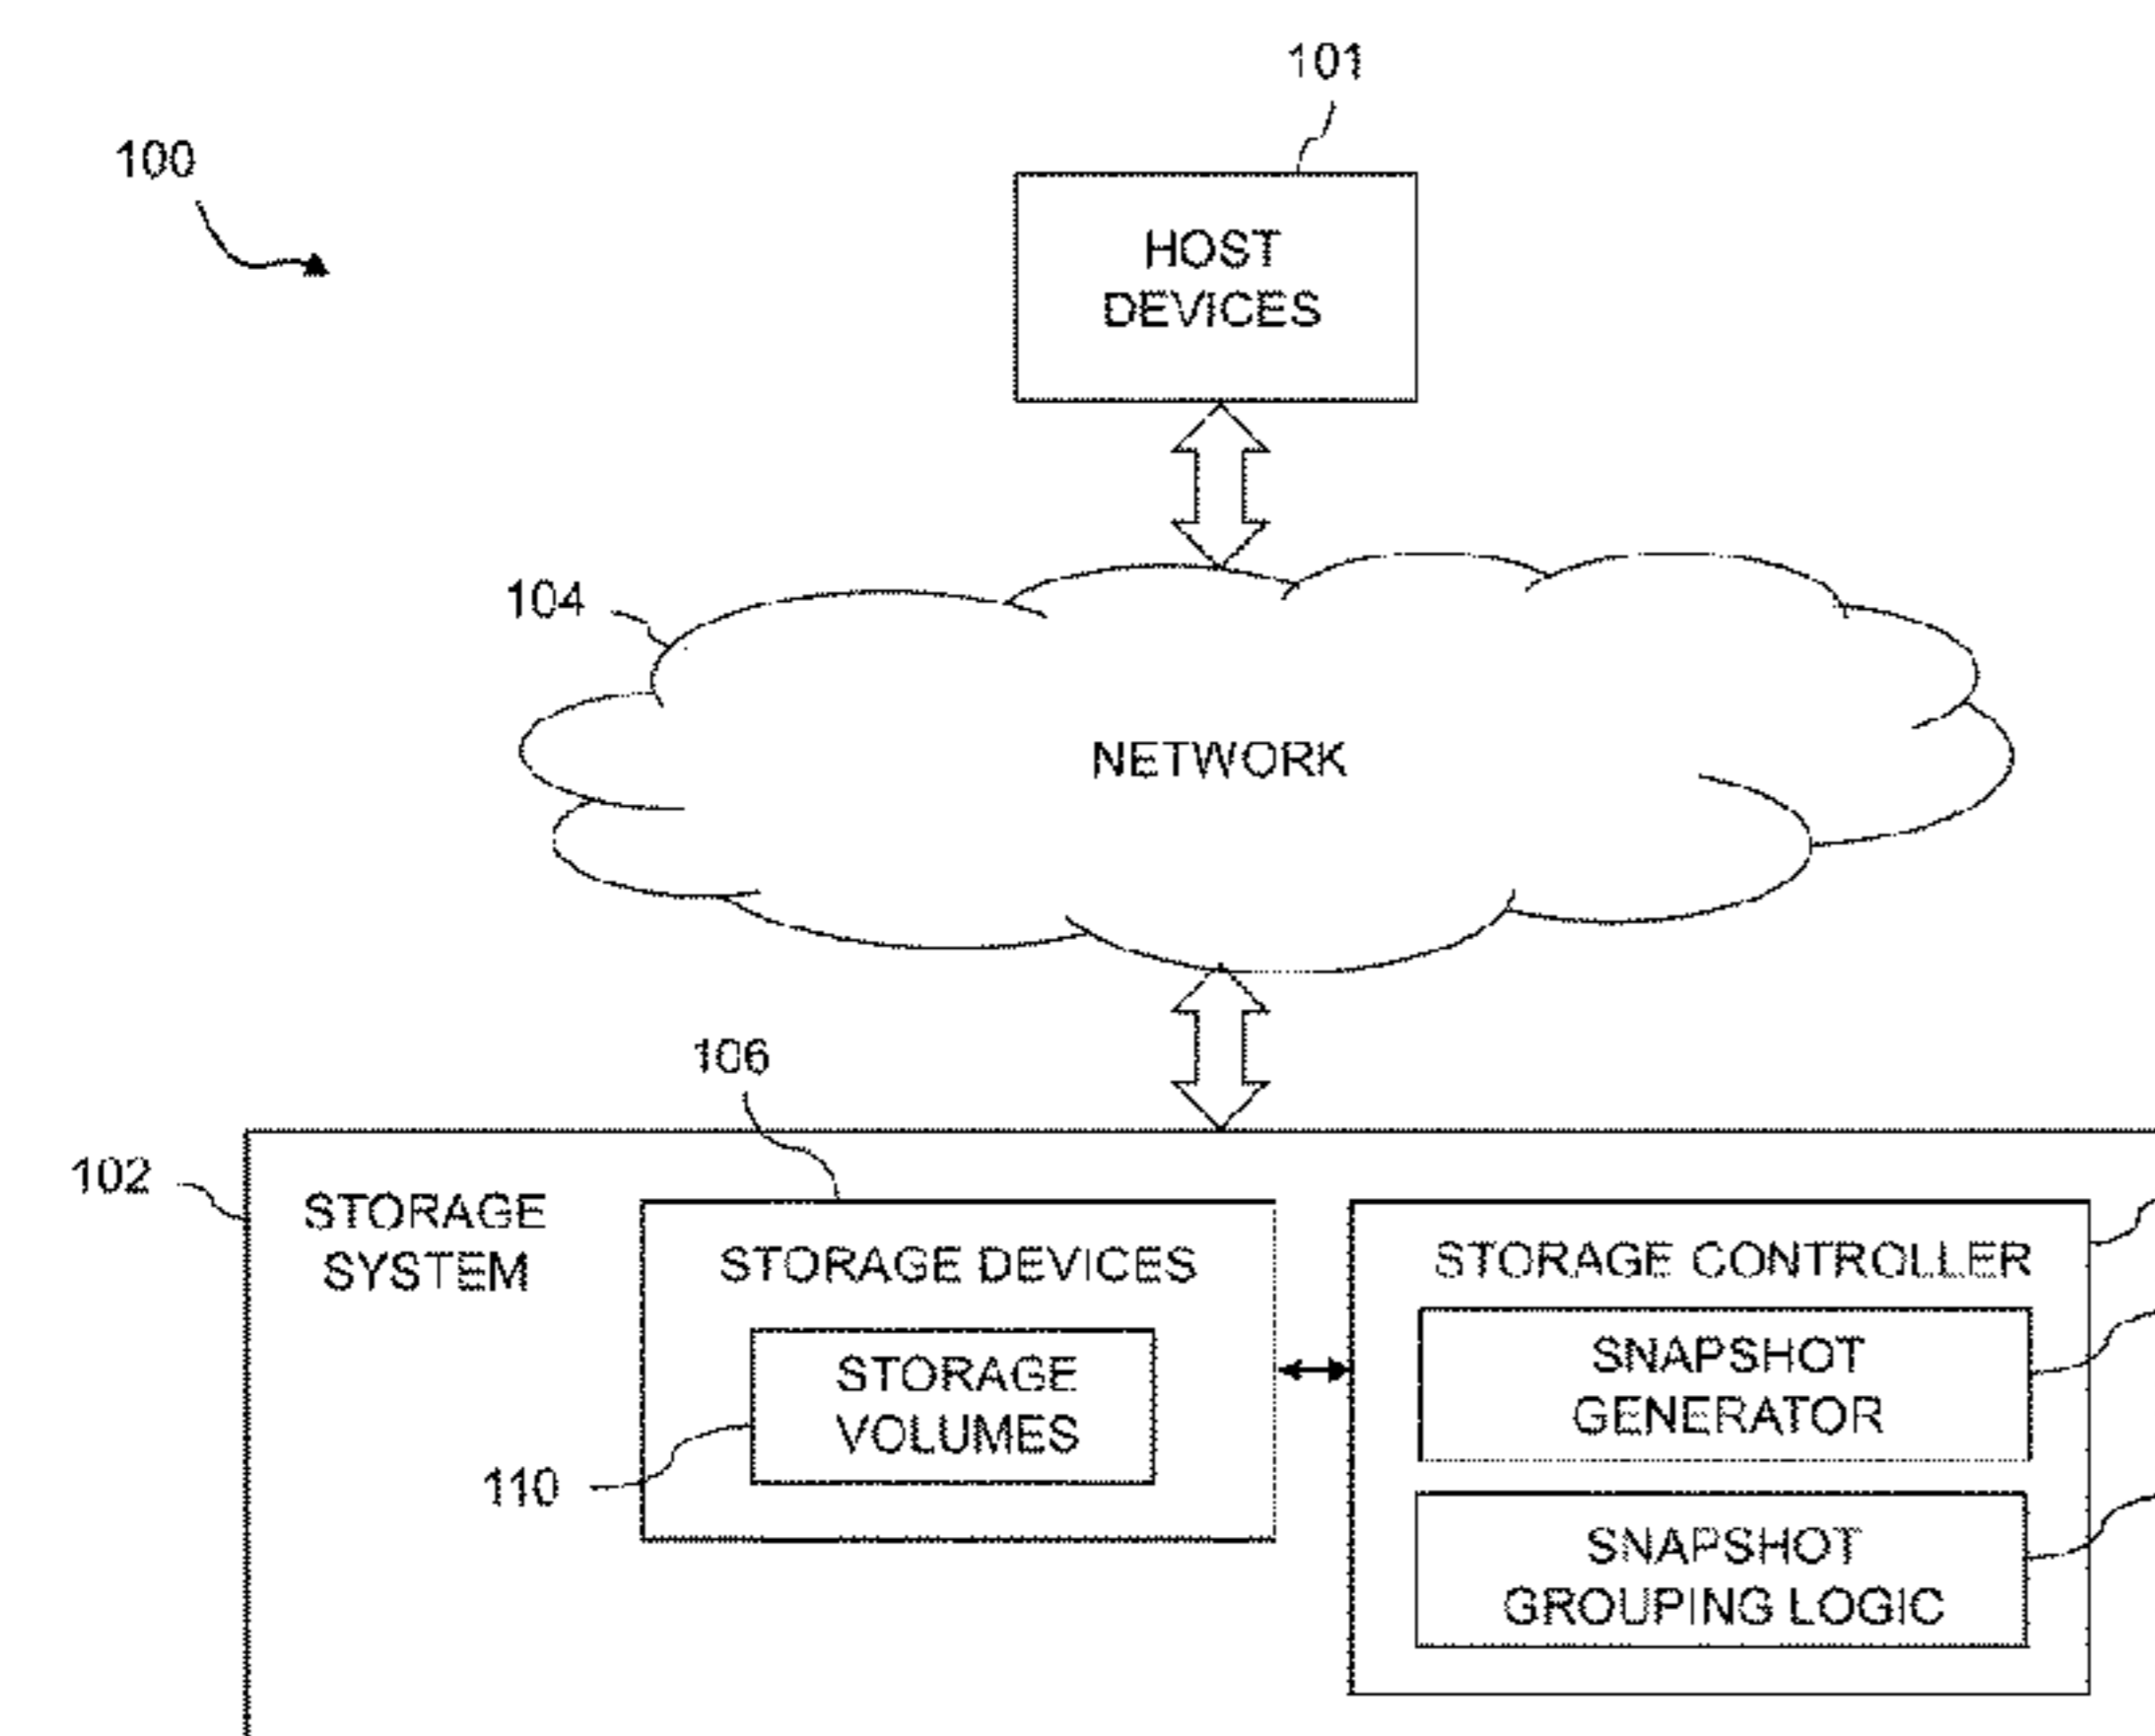 101
100
HOST
DEVICES
104
NETWORK
106
102
STORAGE
SYSTEM
STORAGE DEVICES
STORAGE
VOLUMES
110
STORAGE CONTROLLER
SNAPSHOT
GENERATOR
SNAPSHOT
GROUPING LOGIC